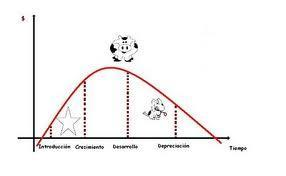 $
Introducción Crecimiento Desarrollo Depreciación Tiempo